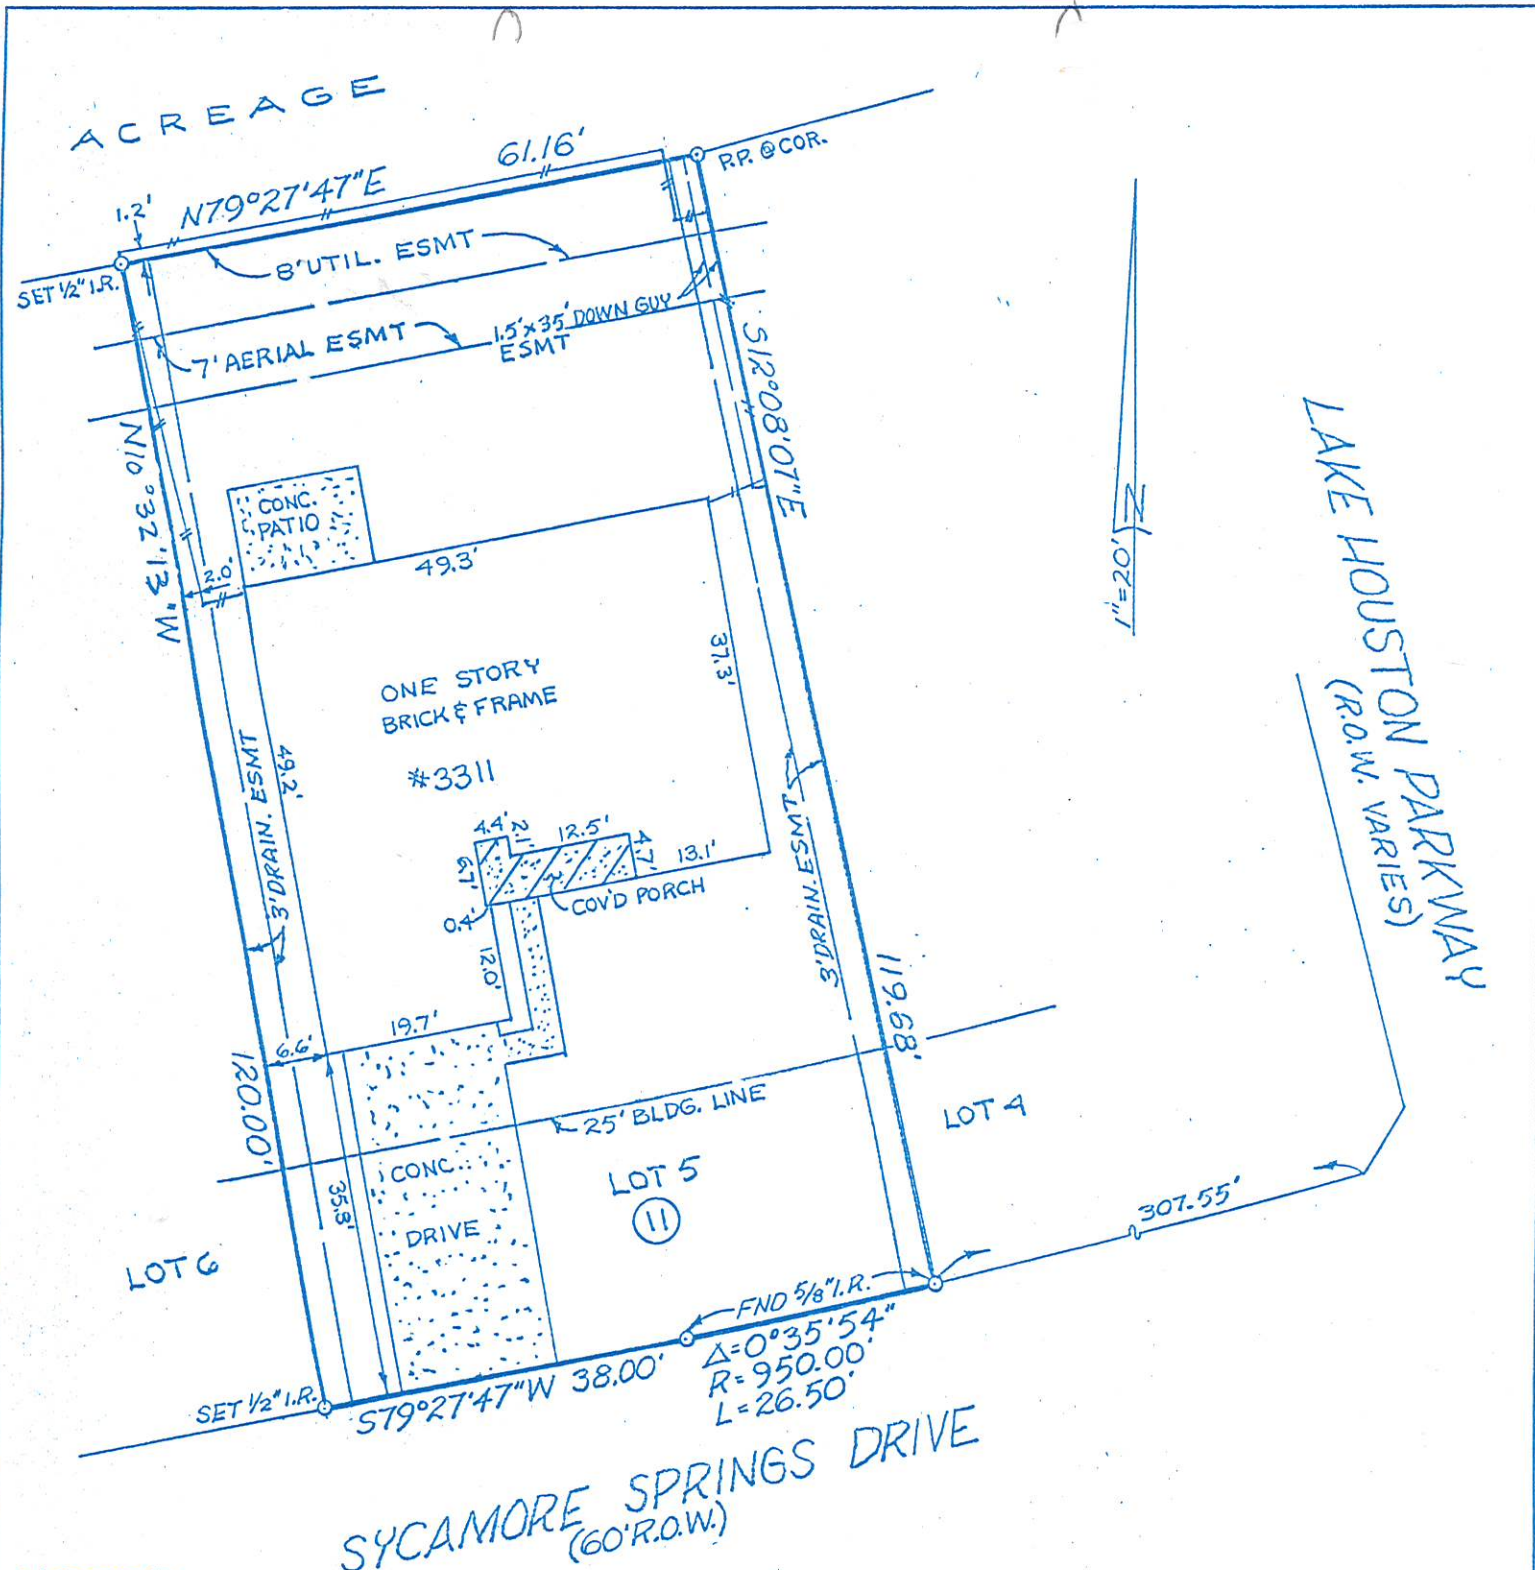 ACREAGE
61.16'
P.P. @ COR.
N79°27'47"E
1.2'
8' UTIL. ESMT
SET 1/2" I.R.
1.5' x 35' DOWN GUY
ESMT
7' AERIAL ESMT
S12°08'07"E
N10°32'13"W
CONC.
PATIO
49.3'
2.0'
1"=20'
N
LAKE HOUSTON PARKWAY
(R.O.W. VARIES)
37.3'
ONE STORY
BRICK & FRAME
#3311
49.2'
3' DRAIN. ESMT
4.4'
2.1'
12.5'
4.7'
13.1'
6.7'
COV'D PORCH
0.4'
12.0'
3' DRAIN. ESMT
119.68'
19.7'
6.6'
120.00'
25' BLDG. LINE
LOT 4
CONC.
LOT 5
11
35.8'
DRIVE
307.55'
LOT 6
FND 5/8" I.R.
Δ=0°35'54"
R=950.00'
L=26.50'
SET 1/2" I.R.
S79°27'47"W 38.00'
SYCAMORE SPRINGS DRIVE
(60' R.O.W.)